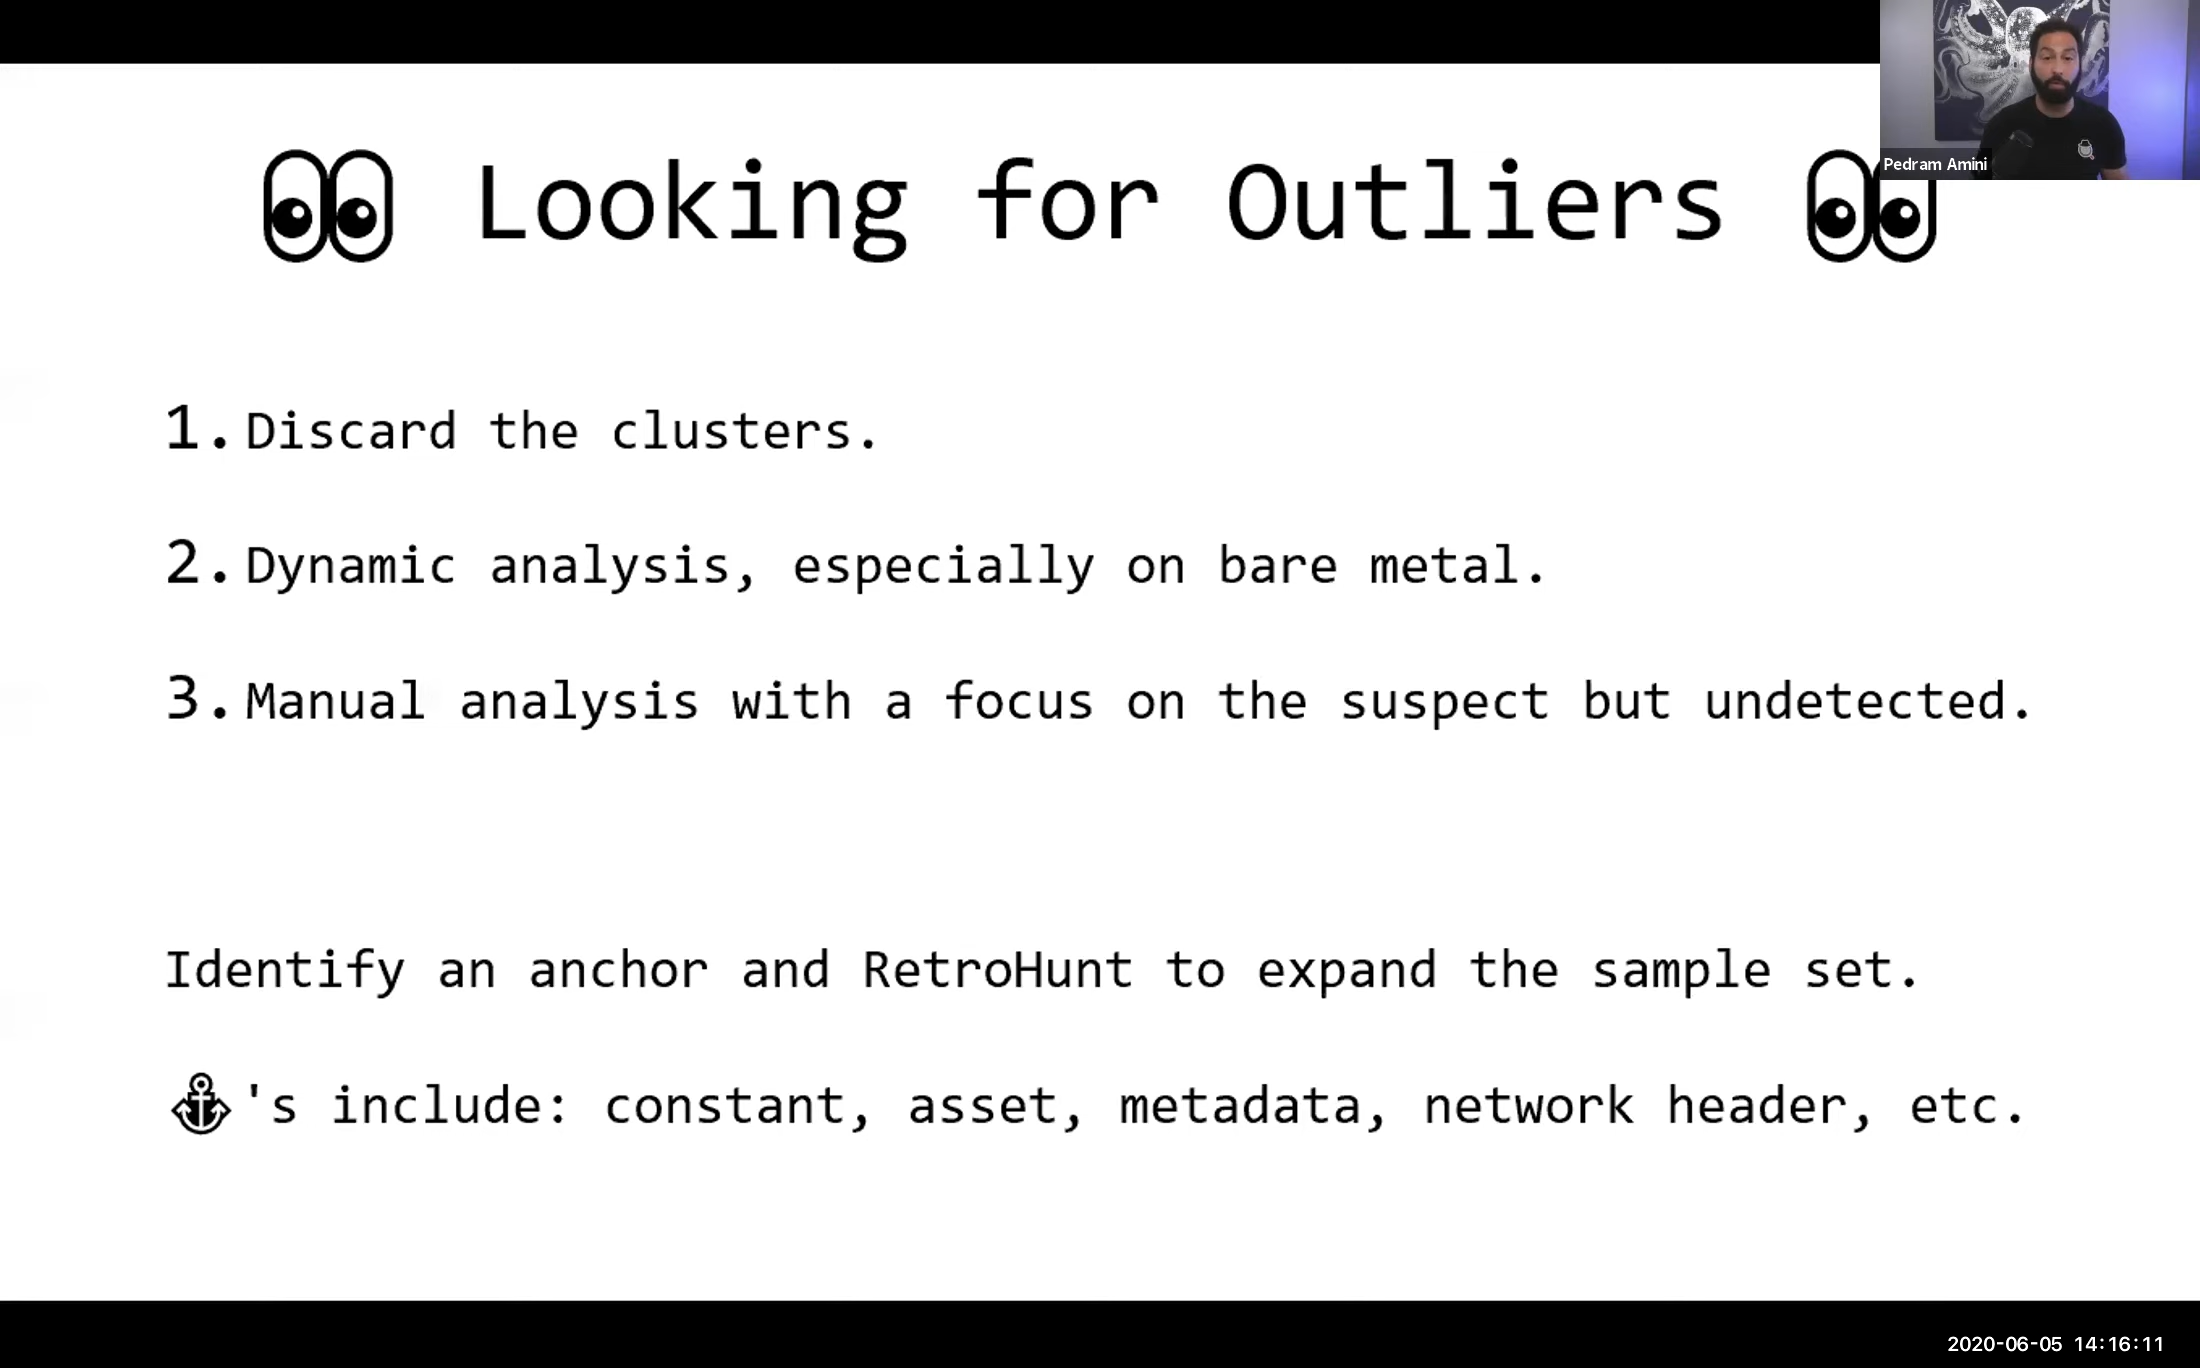 Pedram Amini
👀 Looking for Outliers 👀
1. Discard the clusters.
2. Dynamic analysis, especially on bare metal.
3. Manual analysis with a focus on the suspect but undetected.
Identify an anchor and RetroHunt to expand the sample set.
⚓'s include: constant, asset, metadata, network header, etc.
2020-06-05 14:16:11